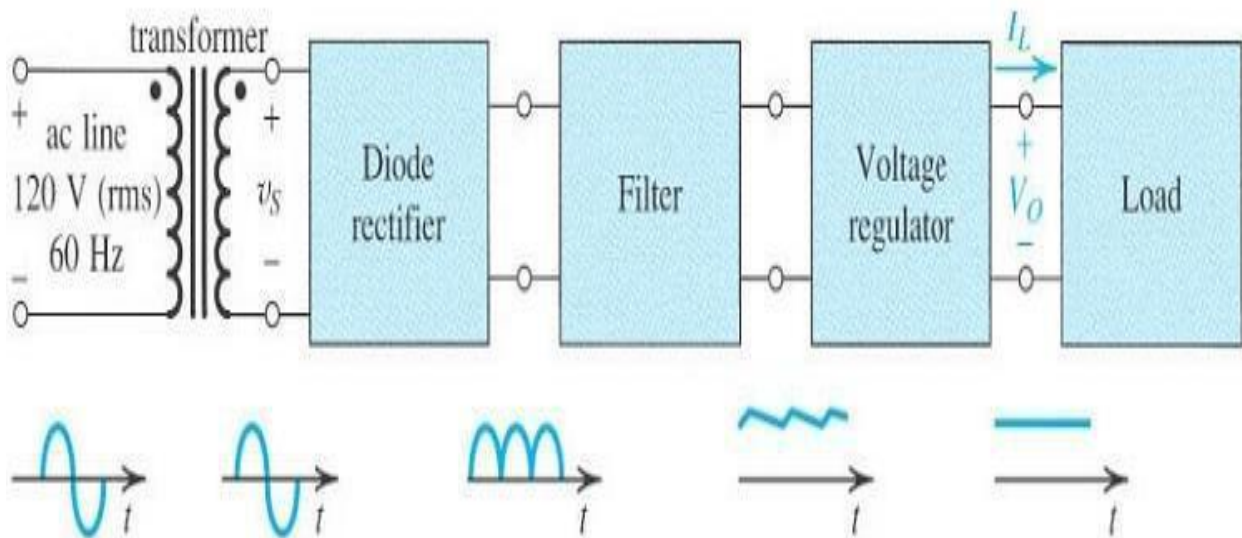 transformer
+
ac line
120 V (rms)
60 Hz
−
+
v_S
−
Diode
rectifier
Filter
Voltage
regulator
I_L
+
V_O
−
Load
t
t
t
t
t